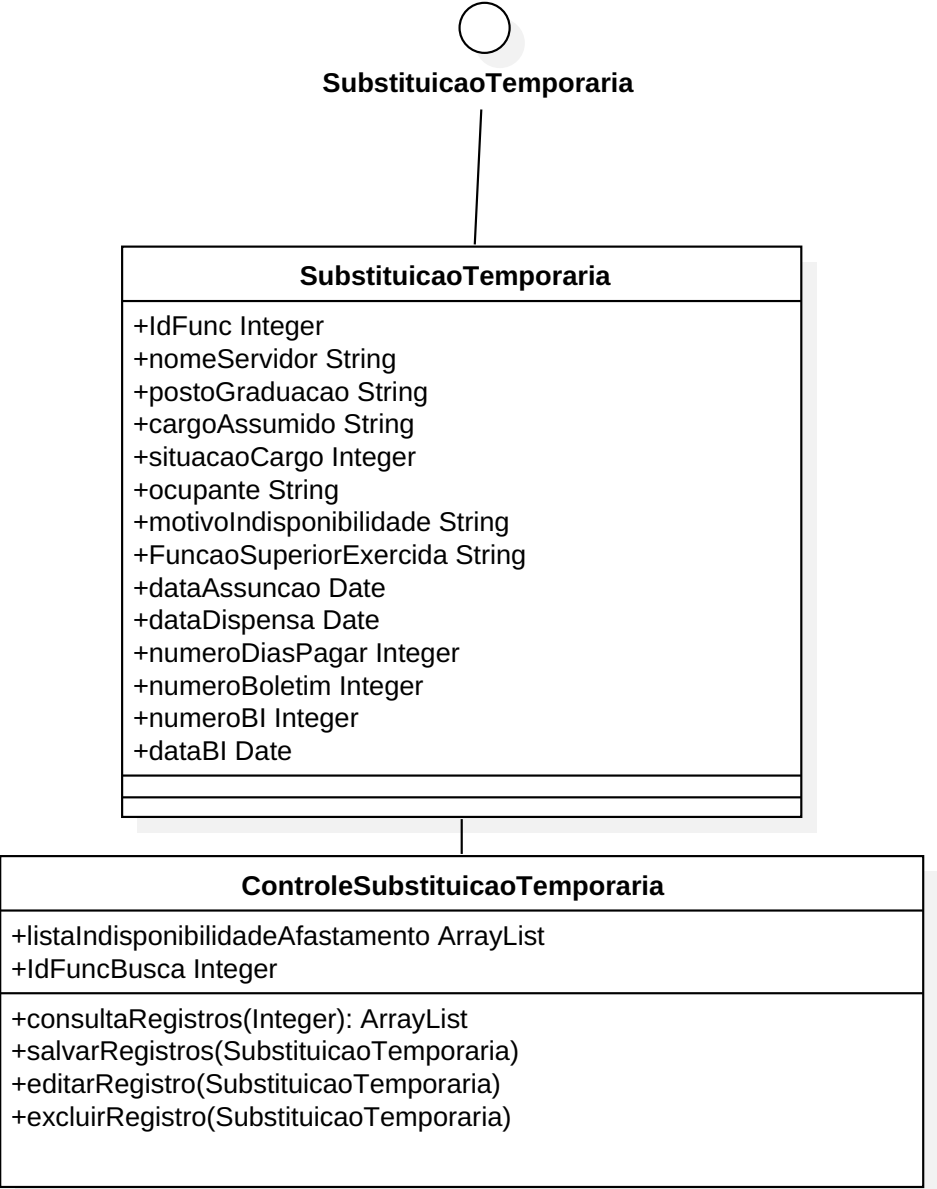 SubstituicaoTemporaria
SubstituicaoTemporaria
+IdFunc Integer
+nomeServidor String
+postoGraduacao String
+cargoAssumido String
+situacaoCargo Integer
+ocupante String
+motivoIndisponibilidade String
+FuncaoSuperiorExercida String
+dataAssuncao Date
+dataDispensa Date
+numeroDiasPagar Integer
+numeroBoletim Integer
+numeroBI Integer
+dataBI Date
ControleSubstituicaoTemporaria
+listaIndisponibilidadeAfastamento ArrayList
+IdFuncBusca Integer
+consultaRegistros(Integer): ArrayList
+salvarRegistros(SubstituicaoTemporaria)
+editarRegistro(SubstituicaoTemporaria)
+excluirRegistro(SubstituicaoTemporaria)